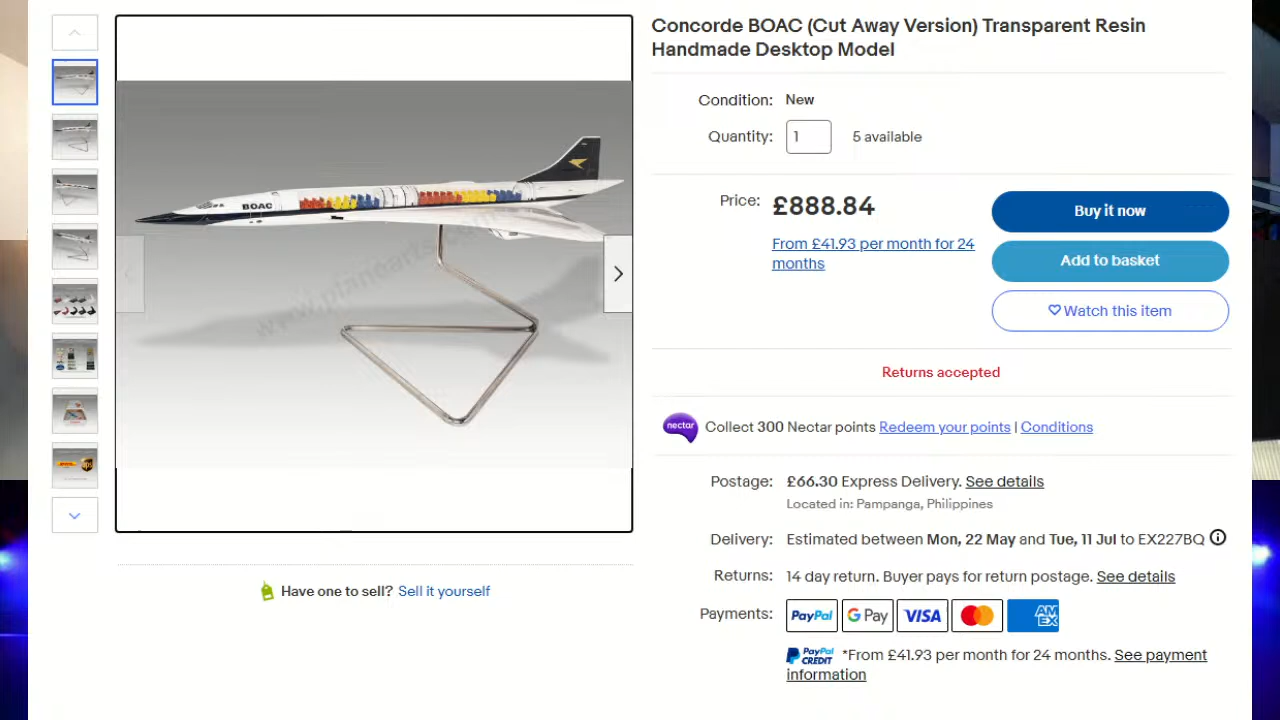 Concorde BOAC (Cut Away Version) Transparent Resin
Handmade Desktop Model
Condition: New
Quantity: 1 5 available
Price: £888.84
From £41.93 per month for 24
months
Buy it now
Add to basket
Watch this item
Returns accepted
nectar Collect 300 Nectar points Redeem your points | Conditions
Postage: £66.30 Express Delivery. See details
Located in: Pampanga, Philippines
Delivery: Estimated between Mon, 22 May and Tue, 11 Jul to EX227BQ
Returns: 14 day return. Buyer pays for return postage. See details
Payments: PayPal G Pay VISA AM EX
PayPal CREDIT *From £41.93 per month for 24 months. See payment
information
BOAC
Have one to sell? Sell it yourself